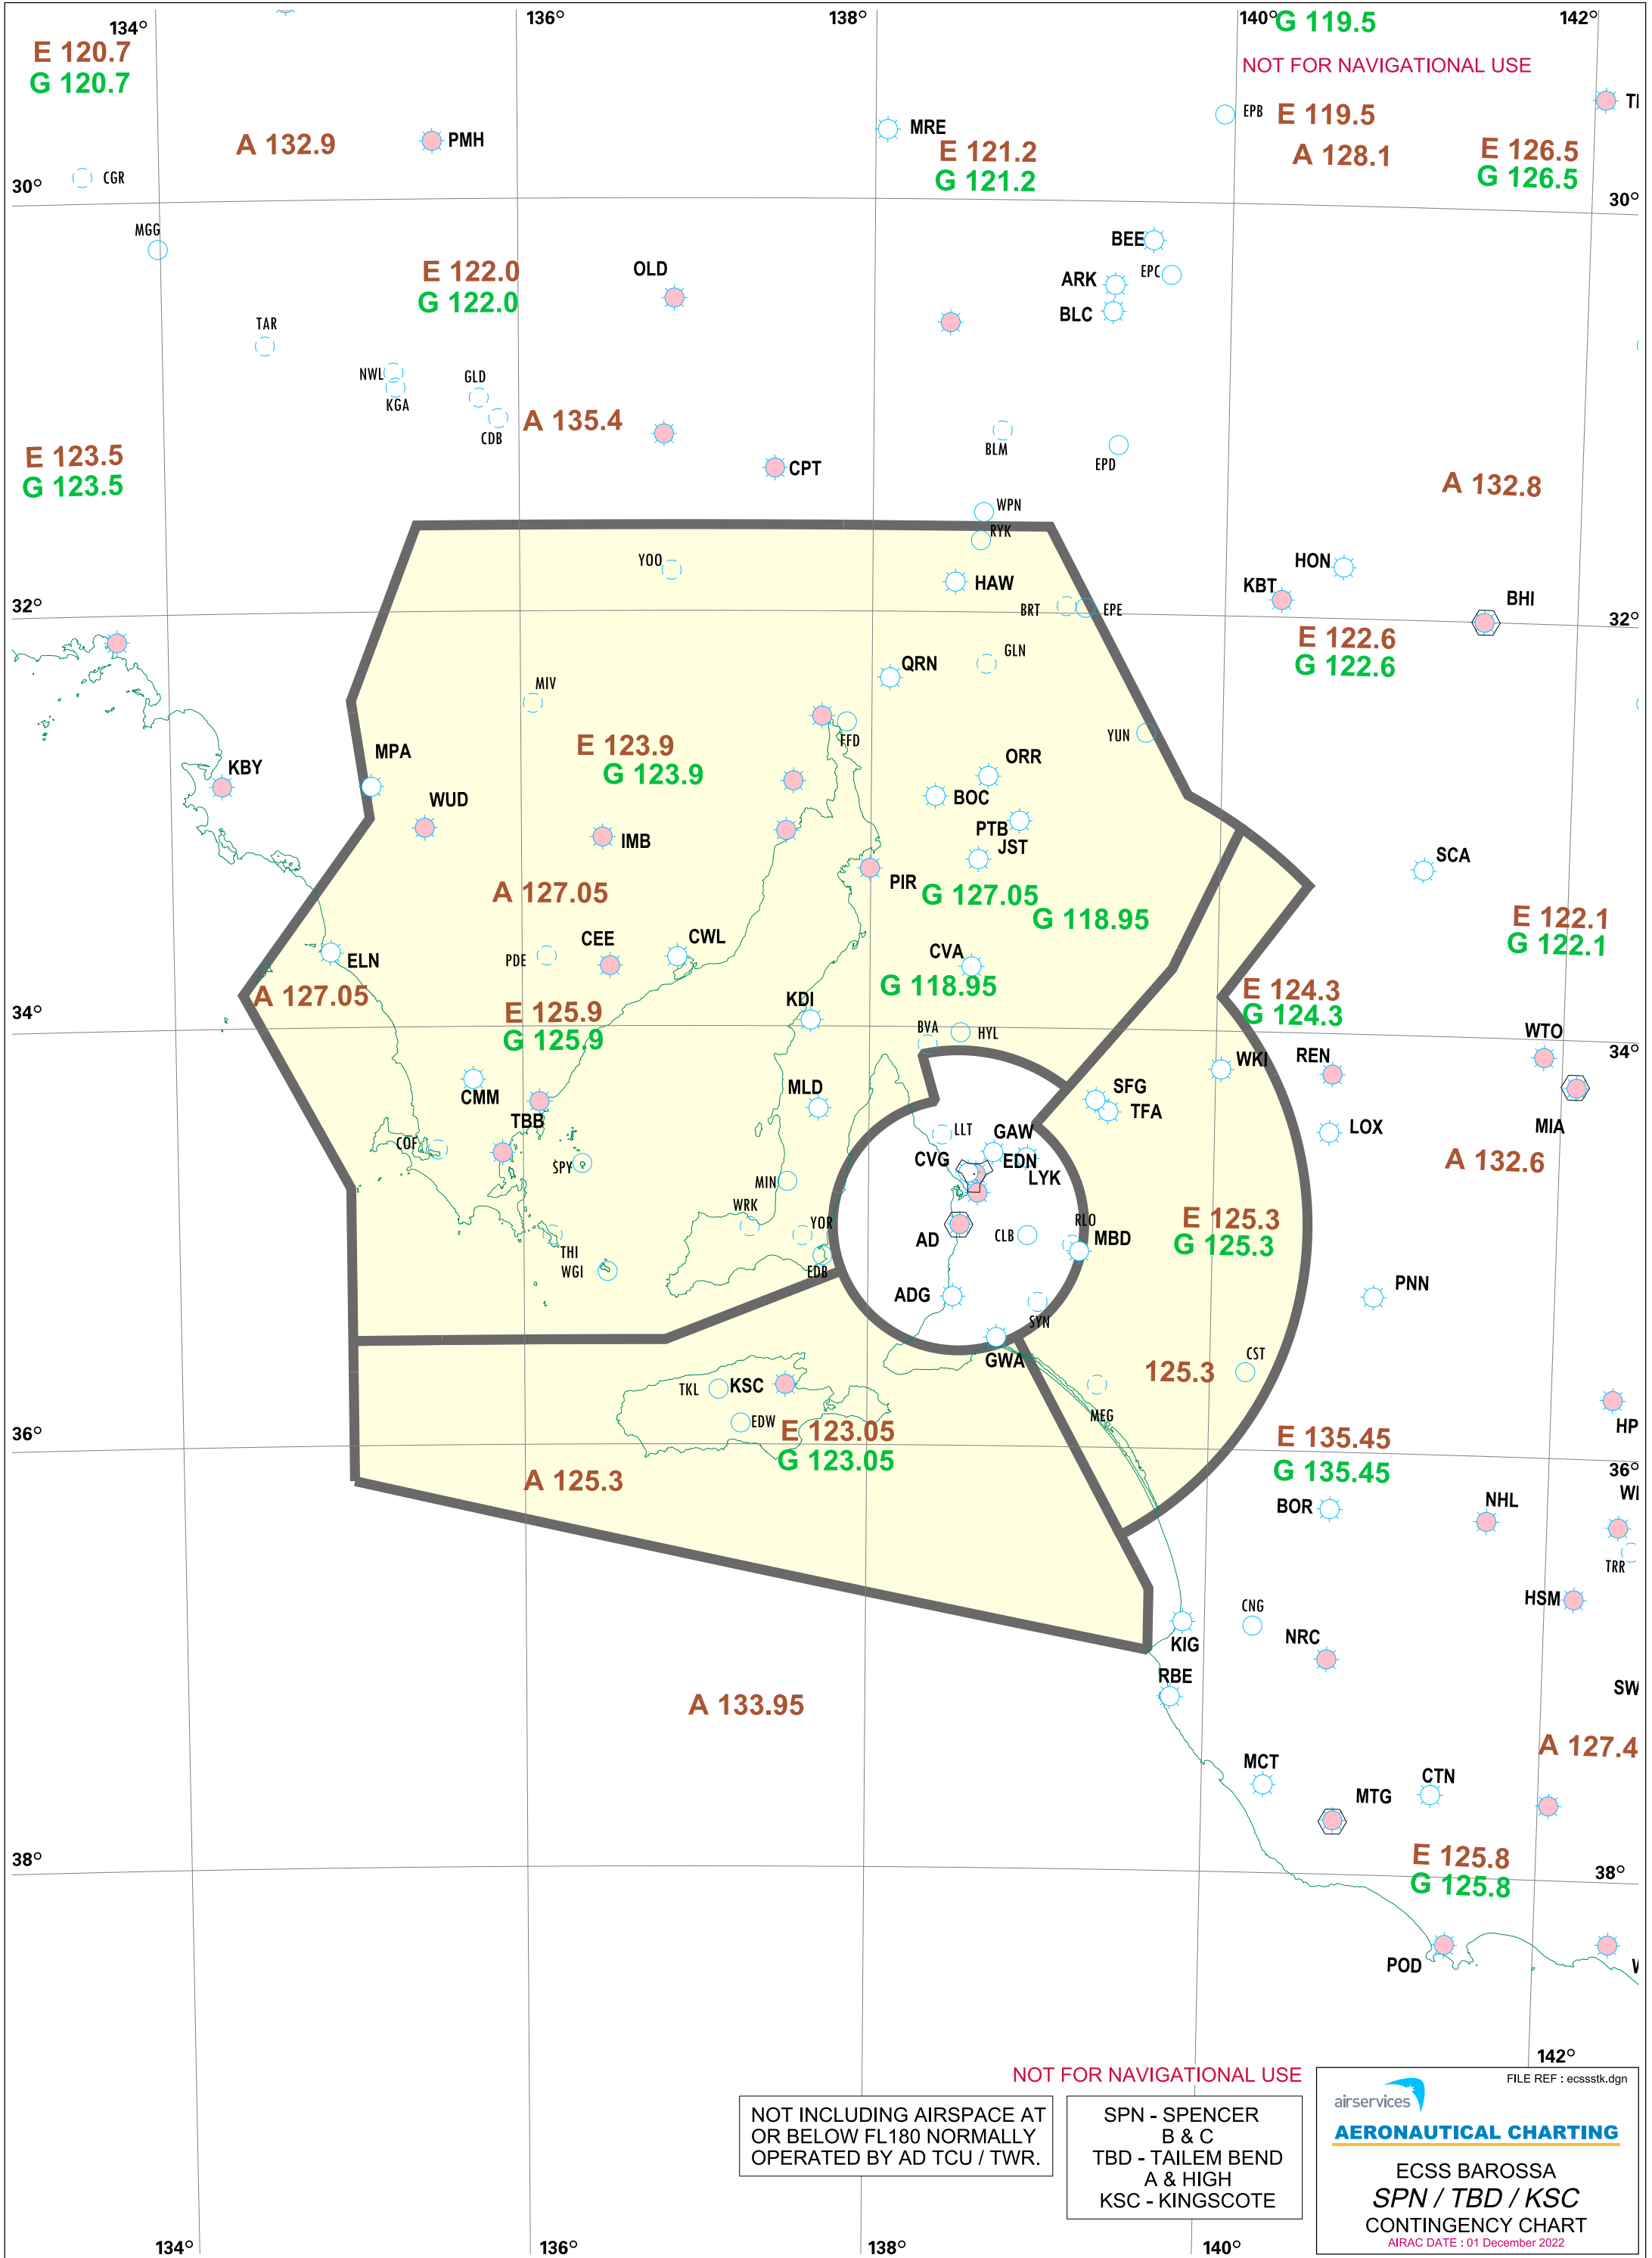 134°
136°
138°
140°
142°
G 119.5
E 120.7
G 120.7
NOT FOR NAVIGATIONAL USE
EPB
E 119.5
A 132.9
PMH
MRE
E 121.2
G 121.2
A 128.1
E 126.5
G 126.5
CGR
30°
30°
MGG
BEE
E 122.0
G 122.0
OLD
ARK
EPC
BLC
TAR
NWL
KGA
GLD
CDB
A 135.4
BLM
EPD
E 123.5
G 123.5
CPT
A 132.8
WPN
RYK
YOO
HAW
HON
KBT
BHI
32°
BRT
EPE
32°
E 122.6
G 122.6
GLN
QRN
MIV
FFD
YUN
E 123.9
G 123.9
MPA
KBY
ORR
BOC
WUD
IMB
PTB
JST
SCA
PIR
A 127.05
G 127.05
G 118.95
E 122.1
G 122.1
CEE
CWL
PDE
CVA
ELN
G 118.95
A 127.05
E 124.3
G 124.3
E 125.9
G 125.9
KDI
34°
BVA
HYL
WTO
34°
WKI
REN
CMM
MLD
SFG
TFA
TBB
LOX
MIA
COF
LLT
GAW
CVG
EDN
LYK
A 132.6
SPY
MIN
WRK
YOR
E 125.3
G 125.3
RLO
MBD
AD
CLB
THI
WGI
EDB
ADG
PNN
SYN
GWA
CST
125.3
TKL
KSC
MEG
EDW
E 123.05
G 123.05
HP
36°
E 135.45
G 135.45
36°
A 125.3
BOR
NHL
WI
TRR
HSM
CNG
KIG
NRC
RBE
SW
A 133.95
A 127.4
MCT
MTG
CTN
38°
E 125.8
G 125.8
38°
POD
142°
NOT FOR NAVIGATIONAL USE
NOT INCLUDING AIRSPACE AT
OR BELOW FL180 NORMALLY
OPERATED BY AD TCU / TWR.
SPN - SPENCER
B & C
TBD - TAILEM BEND
A & HIGH
KSC - KINGSCOTE
FILE REF : ecssstk.dgn
airservices
AERONAUTICAL CHARTING
ECSS BAROSSA
SPN / TBD / KSC
CONTINGENCY CHART
AIRAC DATE : 01 December 2022
134°
136°
138°
140°